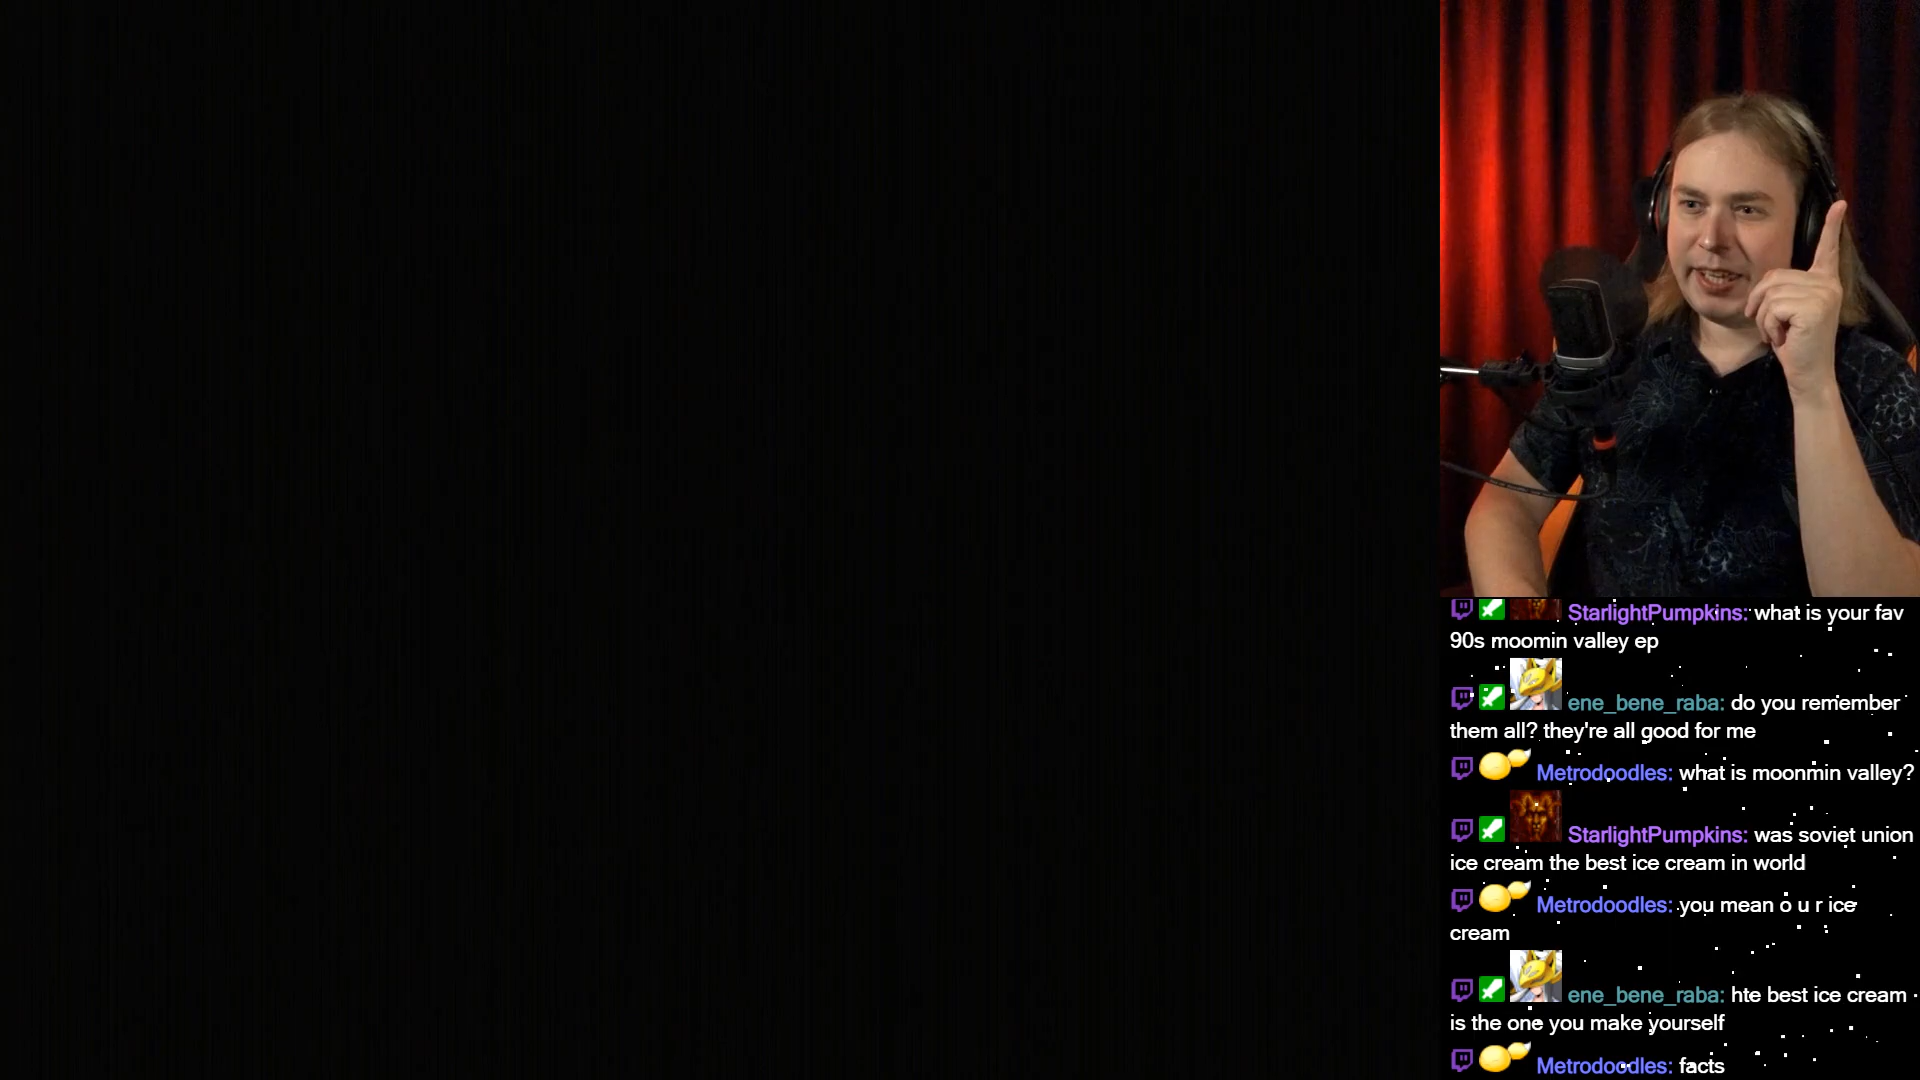 StarlightPumpkins: what is your fav
90s moomin valley ep
ene_bene_raba: do you remember
them all? they're all good for me
Metrodoodles: what is moonmin valley?
StarlightPumpkins: was soviet union
ice cream the best ice cream in world
Metrodoodles: you mean o u r ice
cream
ene_bene_raba: hte best ice cream
is the one you make yourself
Metrodoodles: facts